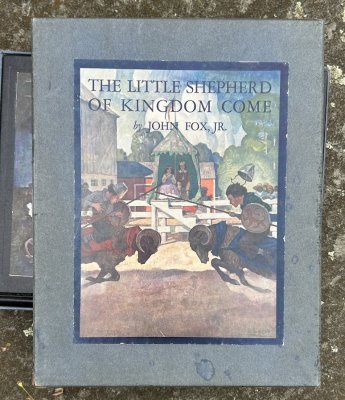 THE LITTLE SHEPHERD
OF KINGDOM COME
by JOHN FOX, JR.